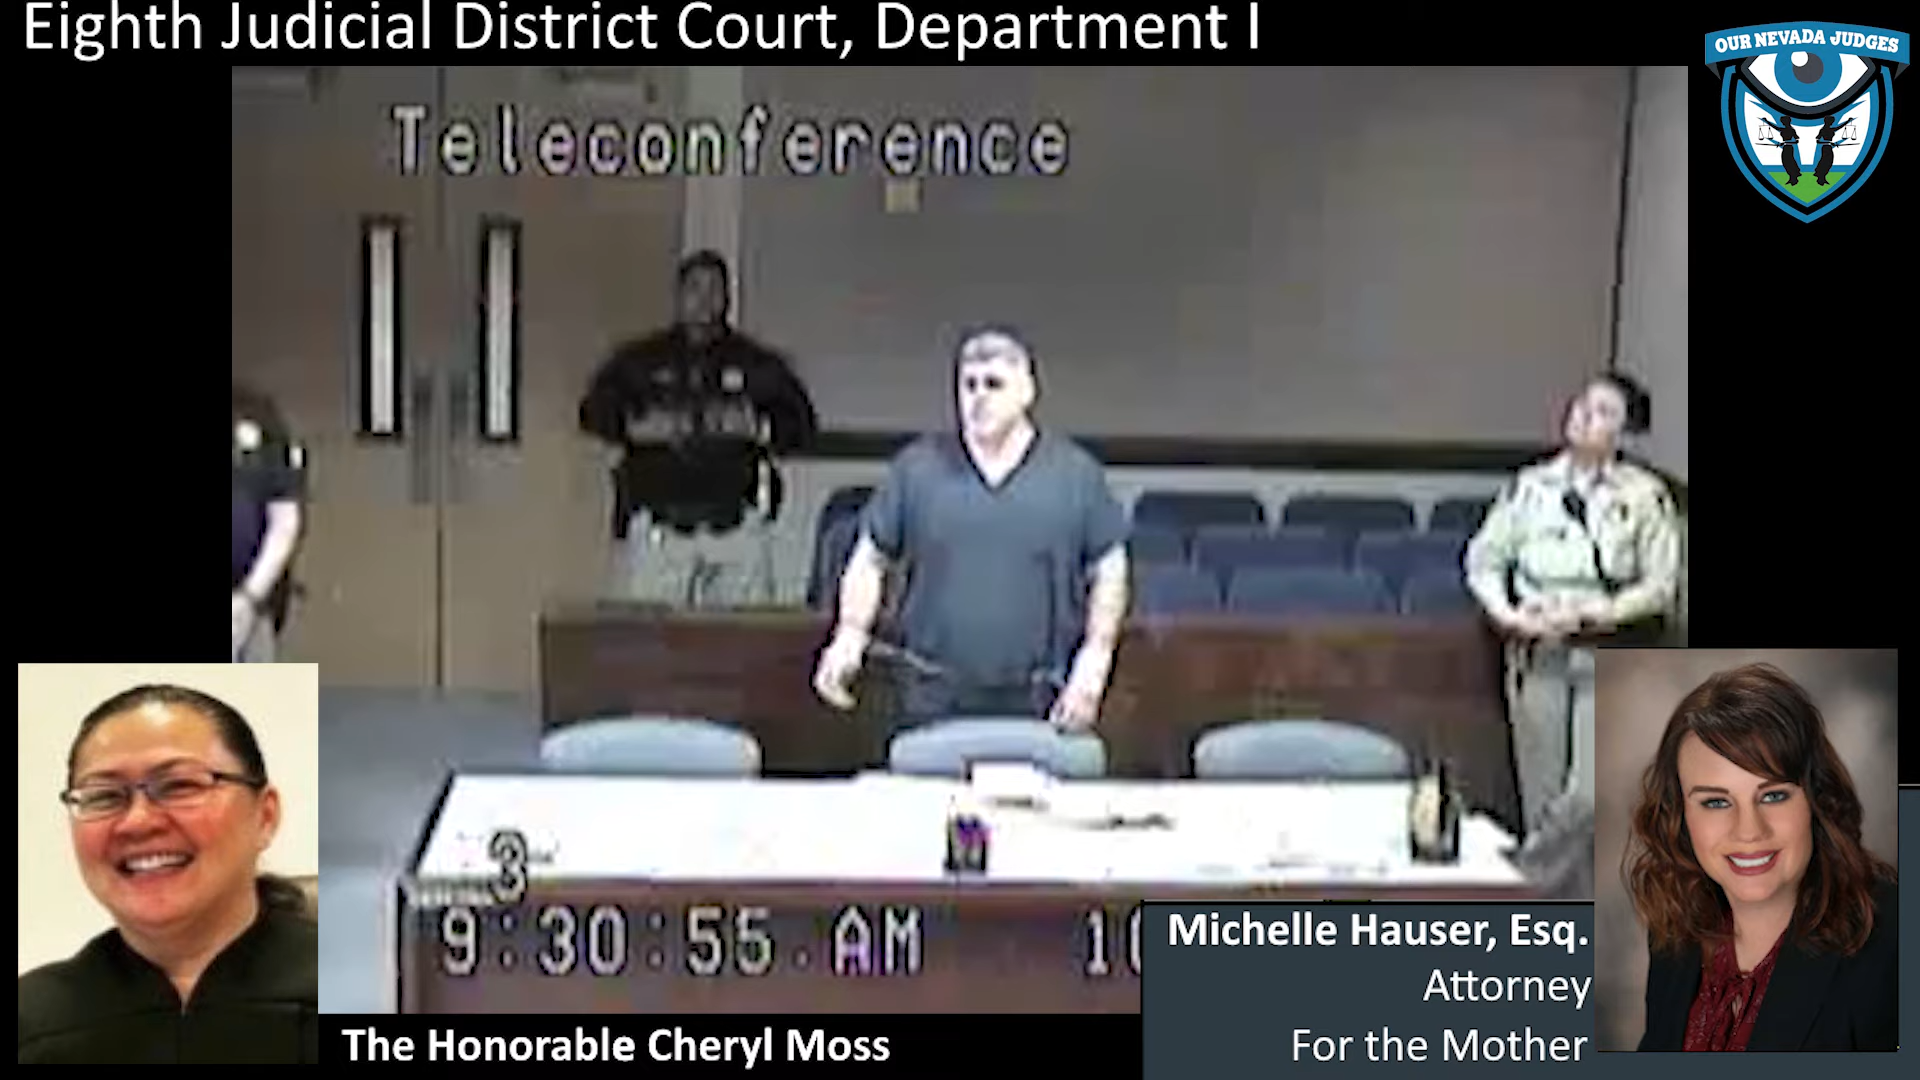 Eighth Judicial District Court, Department I
OUR NEVADA JUDGES
Teleconference
3
9:30:55 AM 10
Michelle Hauser, Esq.
Attorney
For the Mother
The Honorable Cheryl Moss